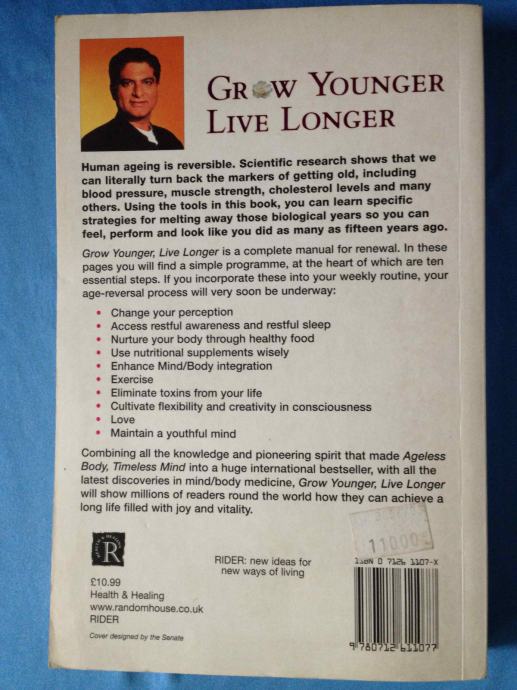 GROW YOUNGER
LIVE LONGER
Human ageing is reversible. Scientific research shows that we
can literally turn back the markers of getting old, including
blood pressure, muscle strength, cholesterol levels and many
others. Using the tools in this book, you can learn specific
strategies for melting away those biological years so you can
feel, perform and look like you did as many as fifteen years ago.
Grow Younger, Live Longer is a complete manual for renewal. In these
pages you will find a simple programme, at the heart of which are ten
essential steps. If you incorporate these into your weekly routine, your
age-reversal process will very soon be underway:
• Change your perception
• Access restful awareness and restful sleep
• Nurture your body through healthy food
• Use nutritional supplements wisely
• Enhance Mind/Body integration
• Exercise
• Eliminate toxins from your life
• Cultivate flexibility and creativity in consciousness
• Love
• Maintain a youthful mind
Combining all the knowledge and pioneering spirit that made Ageless
Body, Timeless Mind into a huge international bestseller, with all the
latest discoveries in mind/body medicine, Grow Younger, Live Longer
will show millions of readers round the world how they can achieve a
long life filled with joy and vitality.
R
RIDER: new ideas for
new ways of living
£10.99
Health & Healing
www.randomhouse.co.uk
RIDER
Cover designed by the Senate
ISBN 0 7126 1107-X
9 780712 611077